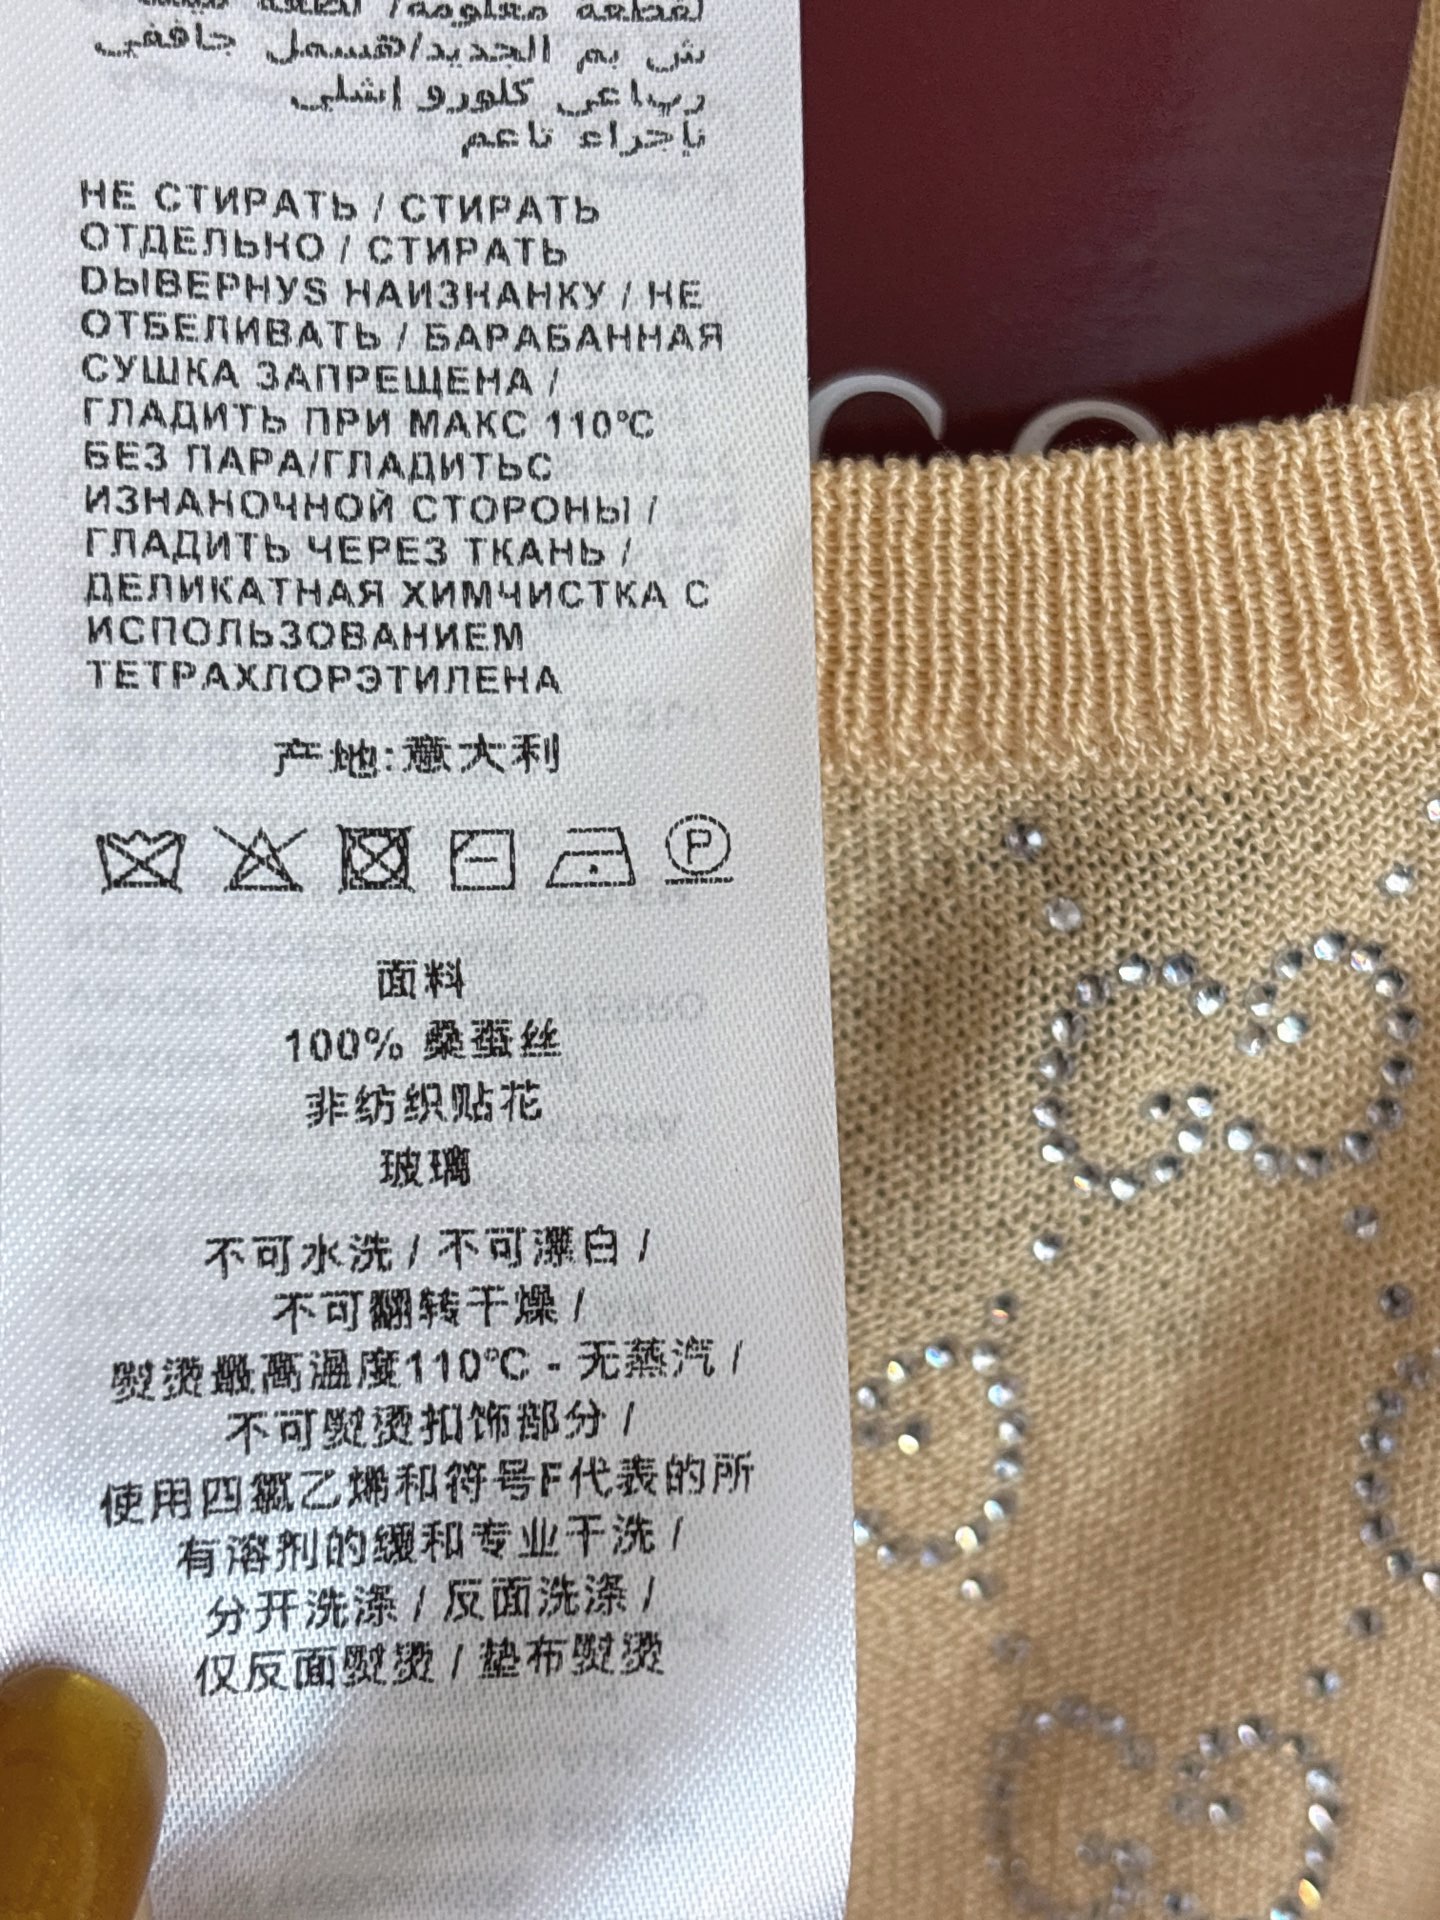 باجراء ناعم
НЕ СТИРАТЬ / СТИРАТЬ
ОТДЕЛЬНО / СТИРАТЬ
DЫВЕРНУS НАИЗНАНКУ / НЕ
ОТБЕЛИВАТЬ / БАРАБАННАЯ
СУШКА ЗАПРЕЩЕНА /
ГЛАДИТЬ ПРИ МАКС 110°C
БЕЗ ПАРА/ГЛАДИТЬС
ИЗНАНОЧНОЙ СТОРОНЫ /
ГЛАДИТЬ ЧЕРЕЗ ТКАНЬ /
ДЕЛИКАТНАЯ ХИМЧИСТКА С
ИСПОЛЬЗОВАНИЕМ
ТЕТРАХЛОРЭТИЛЕНА
产地:意大利
P
面料
100% 桑蚕丝
非纺织贴花
玻璃
不可水洗 / 不可漂白 /
不可翻转干燥 /
熨烫最高温度110°C - 无蒸汽 /
不可熨烫扣饰部分 /
使用四氯乙烯和符号F代表的所
有溶剂的缓和专业干洗 /
分开洗涤 / 反面洗涤 /
仅反面熨烫 / 垫布熨烫